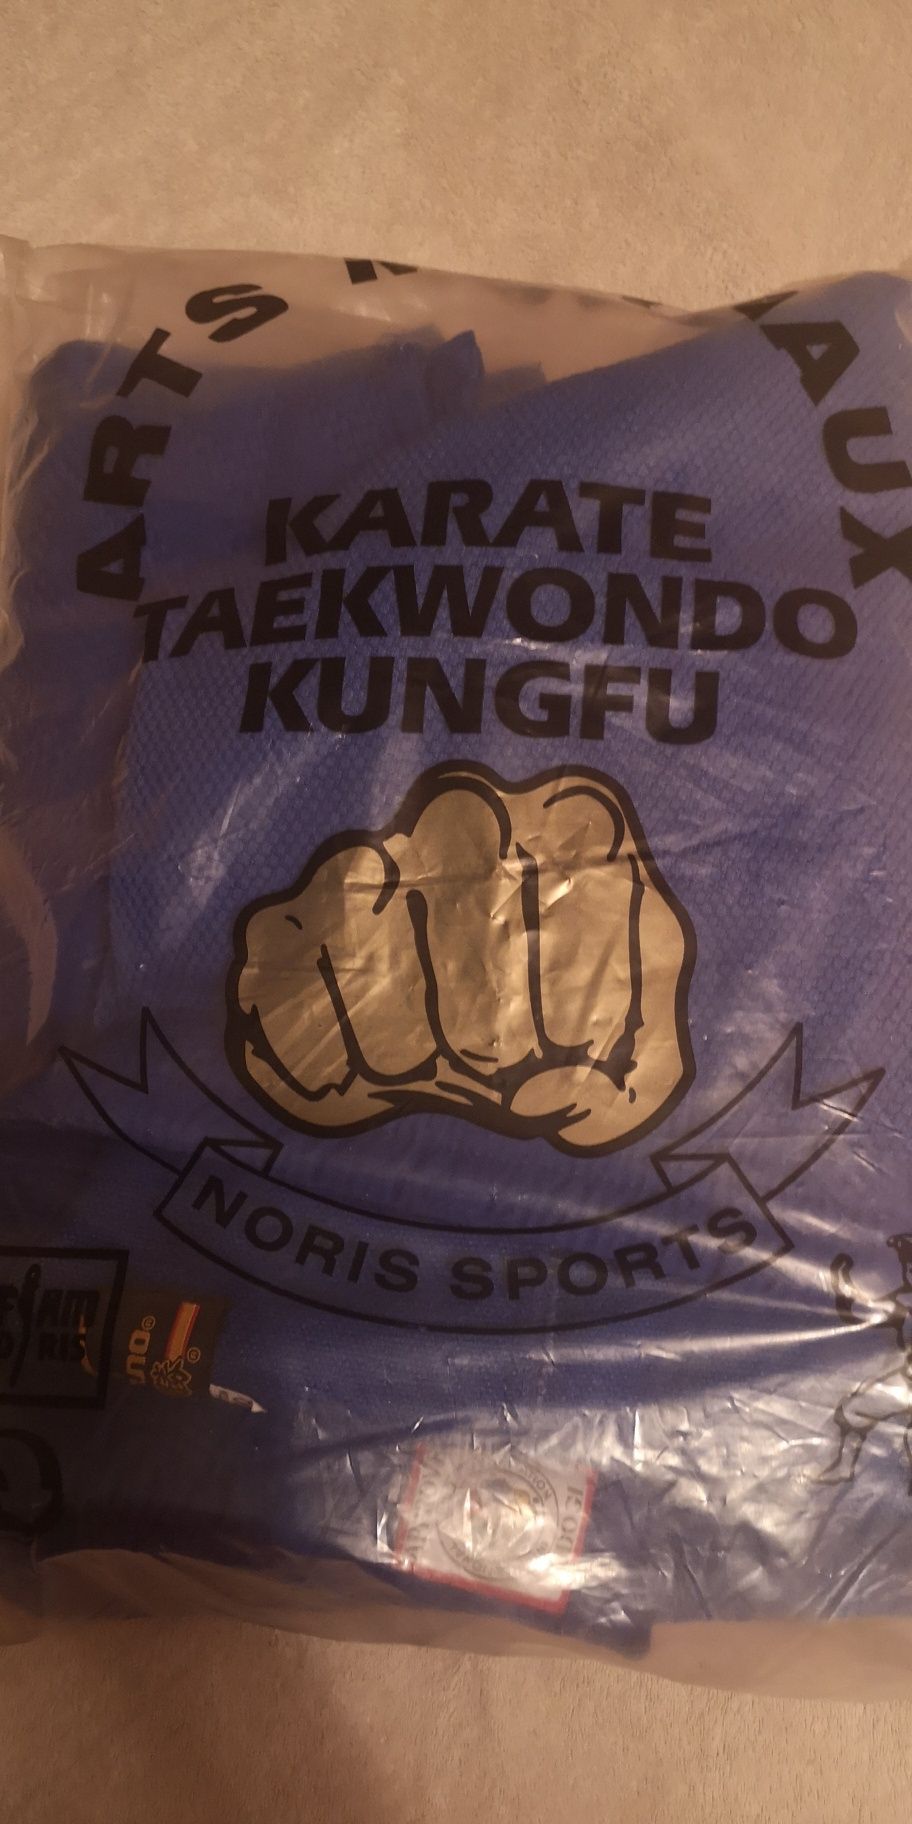 ARTS
AUX
KARATE
TAEKWONDO
KUNGFU
NORIS SPORTS